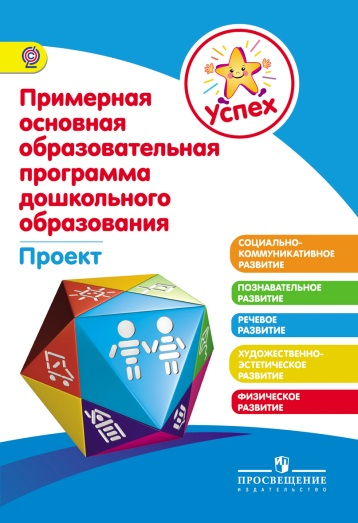 Успех
Примерная
основная
образовательная
программа
дошкольного
образования
Проект
СОЦИАЛЬНО-
КОММУНИКАТИВНОЕ
РАЗВИТИЕ
ПОЗНАВАТЕЛЬНОЕ
РАЗВИТИЕ
РЕЧЕВОЕ
РАЗВИТИЕ
ХУДОЖЕСТВЕННО-
ЭСТЕТИЧЕСКОЕ
РАЗВИТИЕ
ФИЗИЧЕСКОЕ
РАЗВИТИЕ
ПРОСВЕЩЕНИЕ
ИЗДАТЕЛЬСТВО